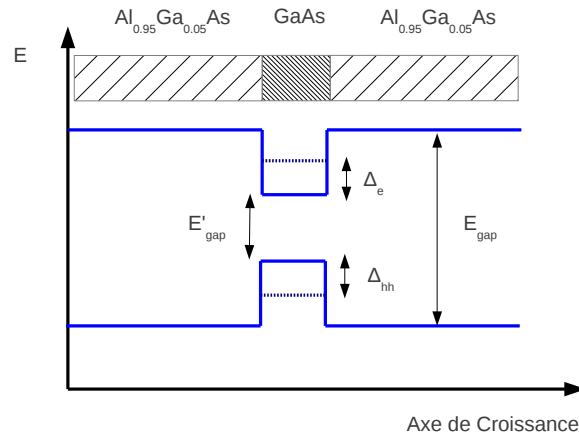 Al0.95Ga0.05As GaAs Al0.95Ga0.05As
E
Δe
E'gap Egap
Δhh
Axe de Croissance